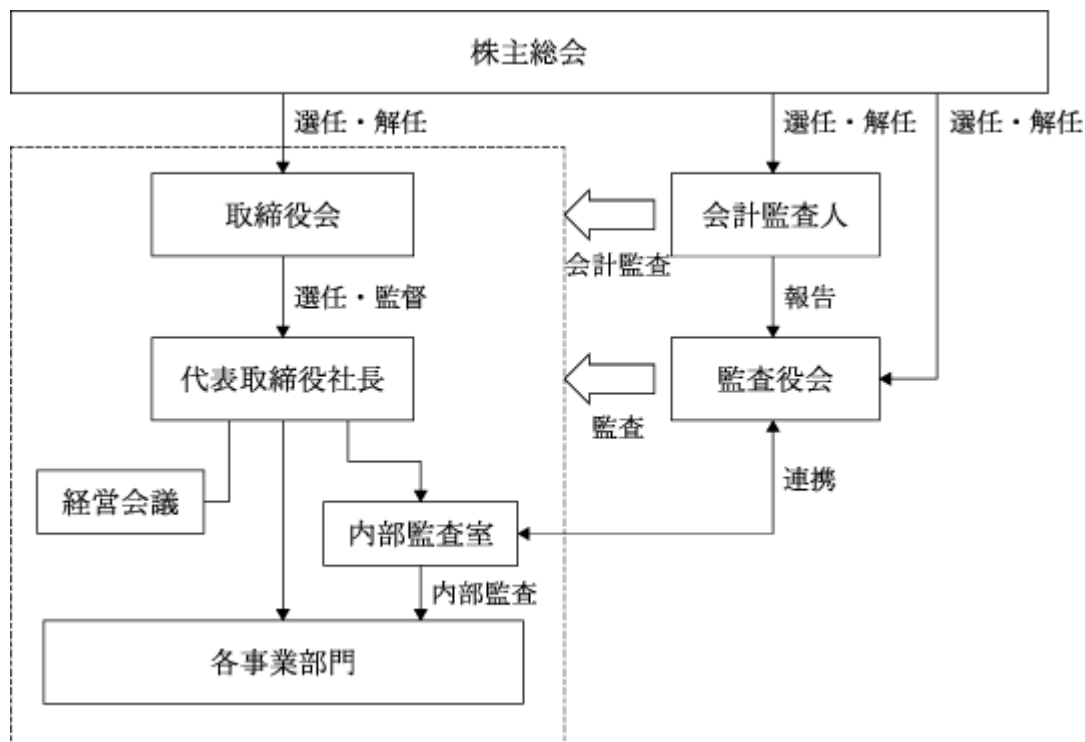 株主総会
選任・解任
選任・解任
選任・解任
取締役会
会計監査人
会計監査
選任・監督
報告
代表取締役社長
監査役会
監査
経営会議
連携
内部監査室
内部監査
各事業部門